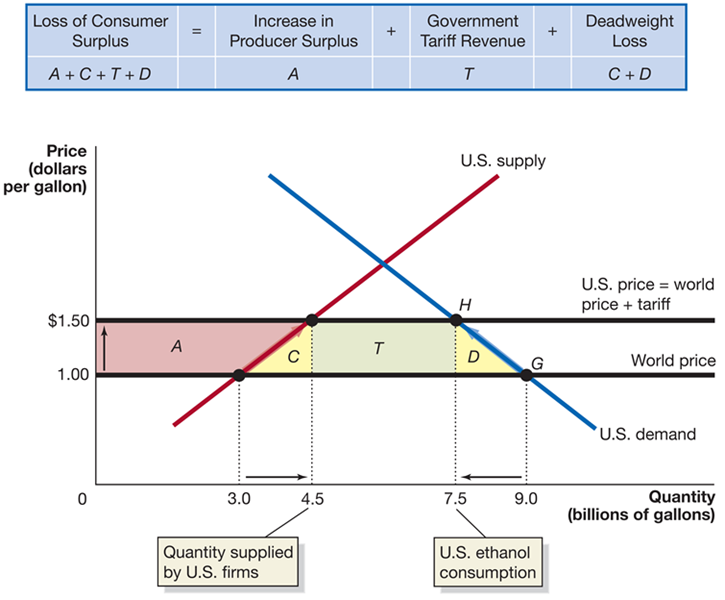 Loss of Consumer Surplus = Increase in Producer Surplus + Government Tariff Revenue + Deadweight Loss
A + C + T + D A T C + D
Price
(dollars
per gallon)
U.S. supply
U.S. price = world
price + tariff
H
$1.50
A
C
T
D
G
World price
1.00
U.S. demand
0
3.0 4.5 7.5 9.0
Quantity
(billions of gallons)
Quantity supplied
by U.S. firms
U.S. ethanol
consumption